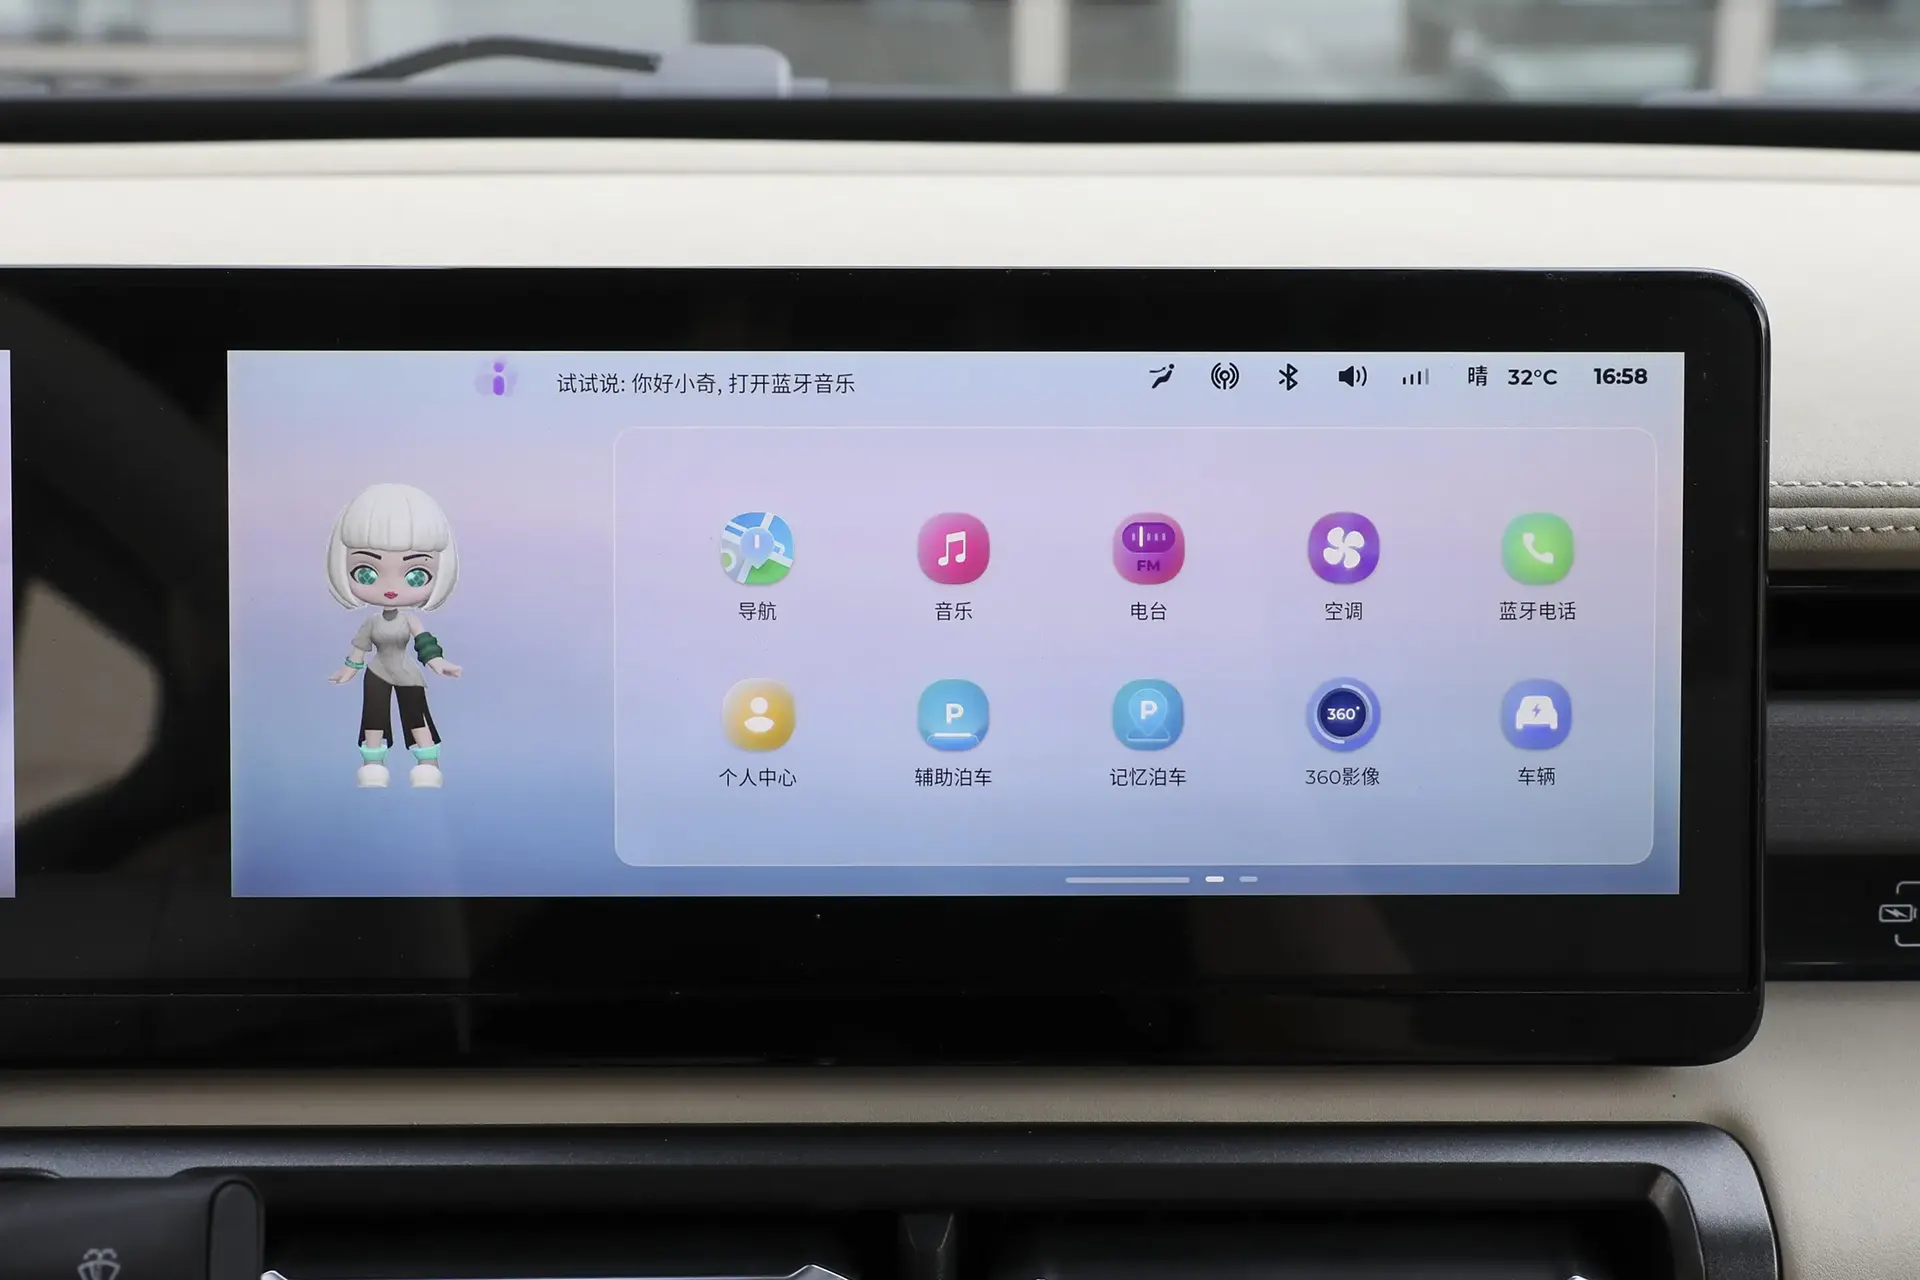 试试说: 你好小奇, 打开蓝牙音乐
晴 32°C 16:58
FM
导航 音乐 电台 空调 蓝牙电话
P P 360°
个人中心 辅助泊车 记忆泊车 360影像 车辆